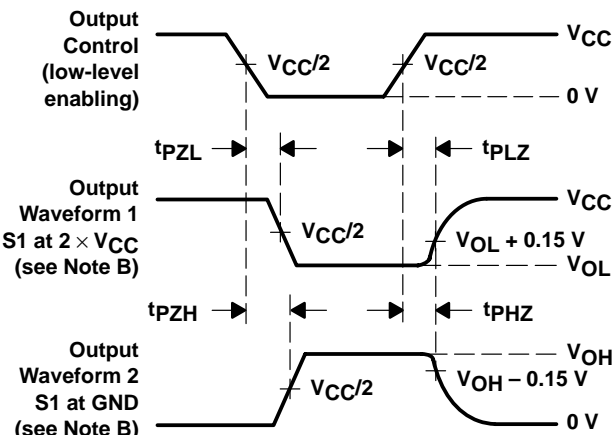 Output
Control
(low-level
enabling)
VCC/2
VCC/2
VCC
0 V
tPZL
tPLZ
Output
Waveform 1
S1 at 2 × VCC
(see Note B)
VCC/2
VCC
VOL + 0.15 V
VOL
tPZH
tPHZ
Output
Waveform 2
S1 at GND
(see Note B)
VCC/2
VOH
VOH – 0.15 V
0 V